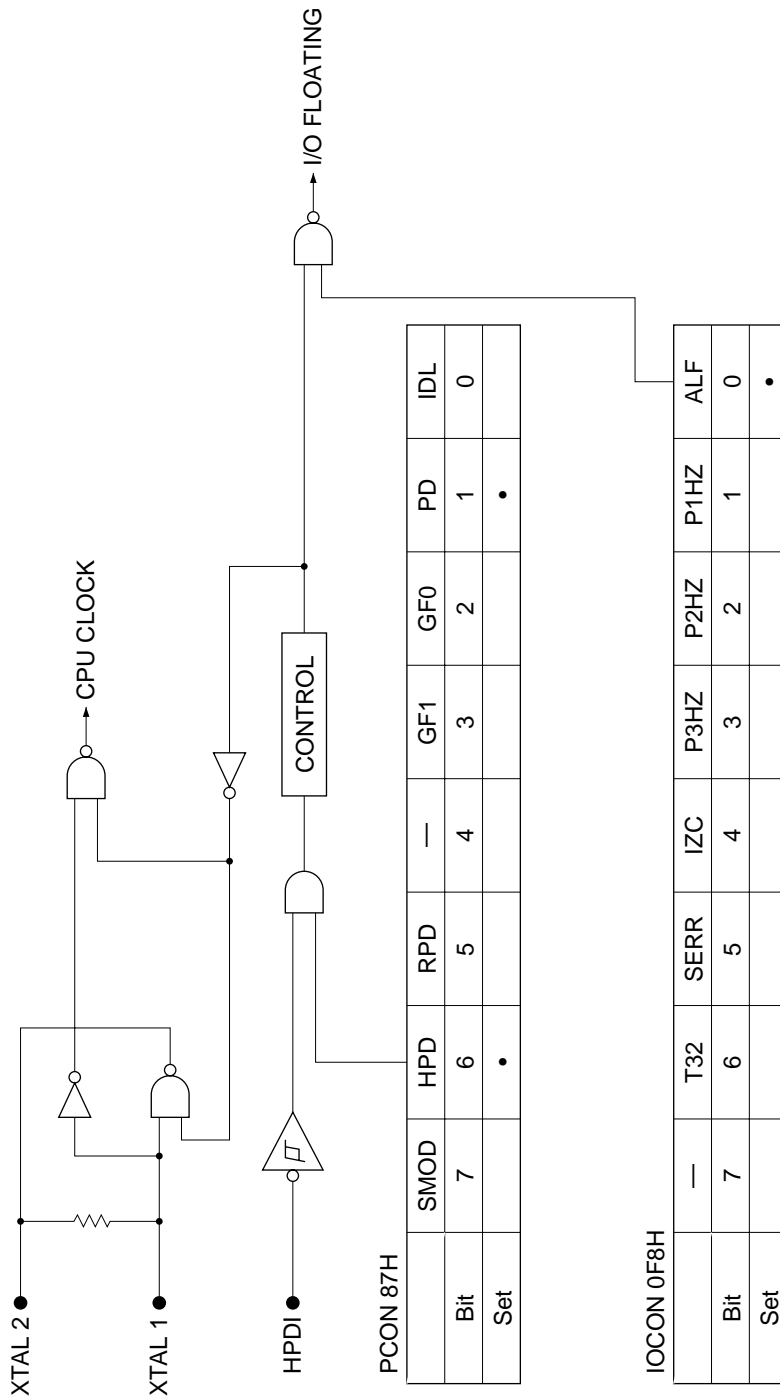 XTAL 2
XTAL 1
HPDI
CPU CLOCK
CONTROL
I/O FLOATING
PCON 87H
SMOD HPD RPD — GF1 GF0 PD IDL
Bit 7 6 5 4 3 2 1 0
Set • •
IOCON 0F8H
— T32 SERR IZC P3HZ P2HZ P1HZ ALF
Bit 7 6 5 4 3 2 1 0
Set •